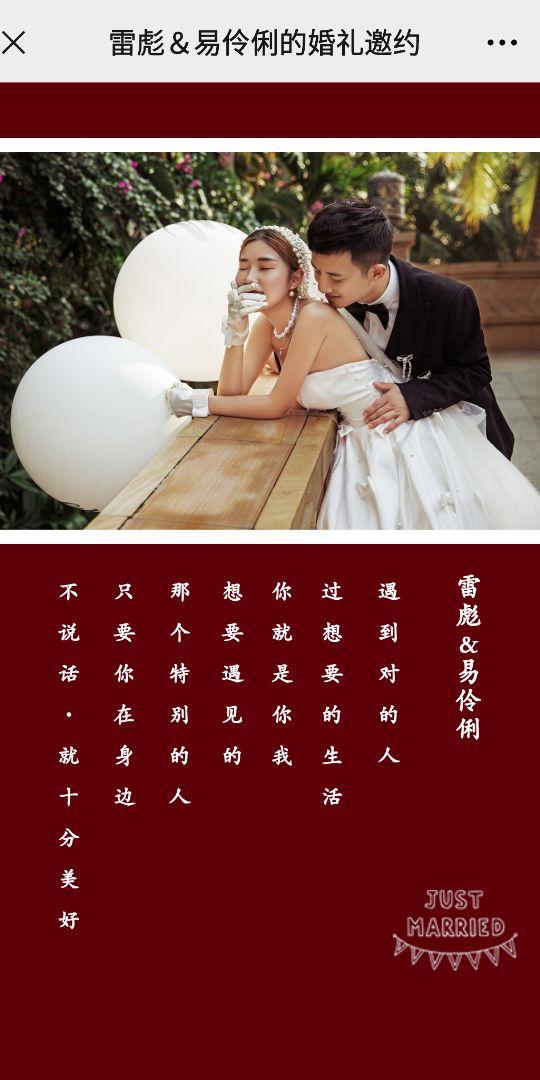 雷彪＆易伶俐的婚礼邀约
雷彪&易伶俐
遇到对的人
过想要的生活
你就是你我
想要遇见的
那个特别的人
只要你在身边
不说话·就十分美好
JUST
MARRIED